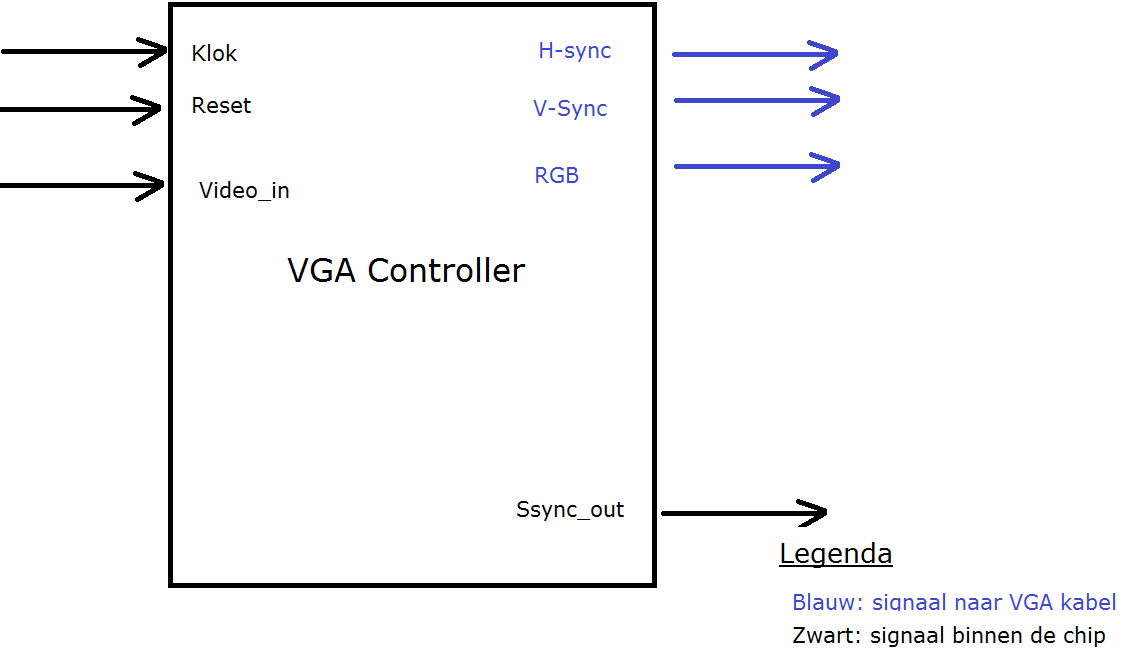 Klok
H-sync
Reset
V-Sync
Video_in
RGB
VGA Controller
Ssync_out
Legenda
Blauw: signaal naar VGA kabel
Zwart: signaal binnen de chip